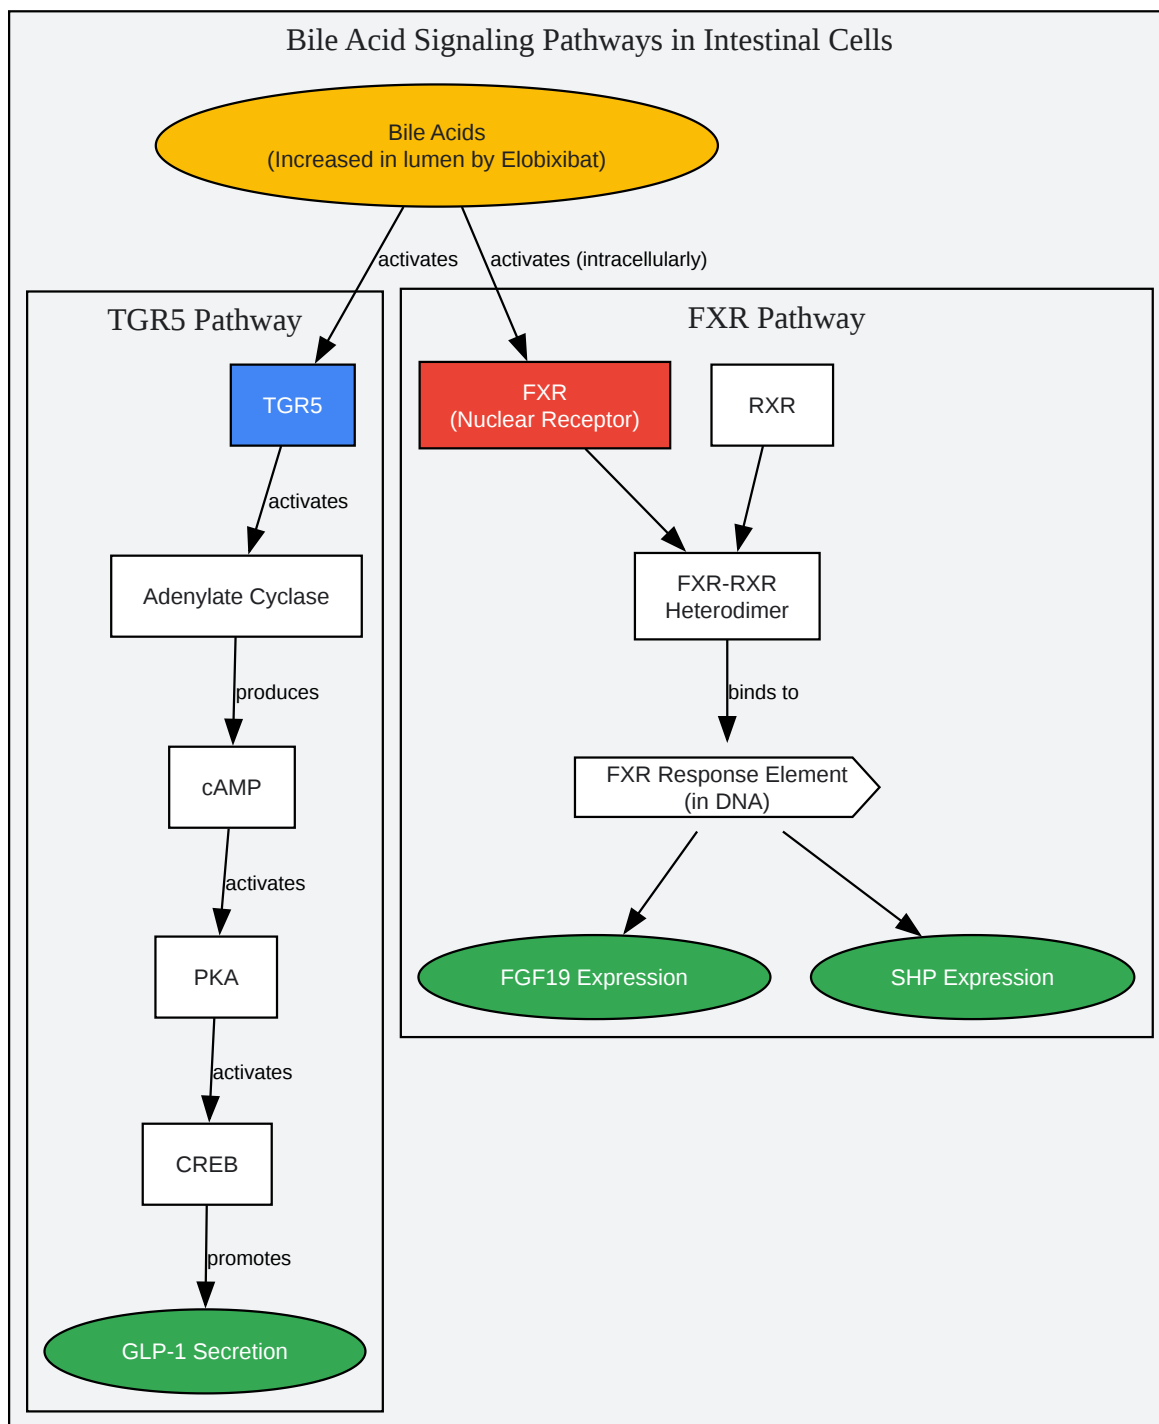 Bile Acid Signaling Pathways in Intestinal Cells
Bile Acids
(Increased in lumen by Elobixibat)
activates
activates (intracellularly)
TGR5 Pathway
TGR5
activates
Adenylate Cyclase
produces
cAMP
activates
PKA
activates
CREB
promotes
GLP-1 Secretion
FXR Pathway
FXR
(Nuclear Receptor)
RXR
FXR-RXR
Heterodimer
binds to
FXR Response Element
(in DNA)
FGF19 Expression
SHP Expression